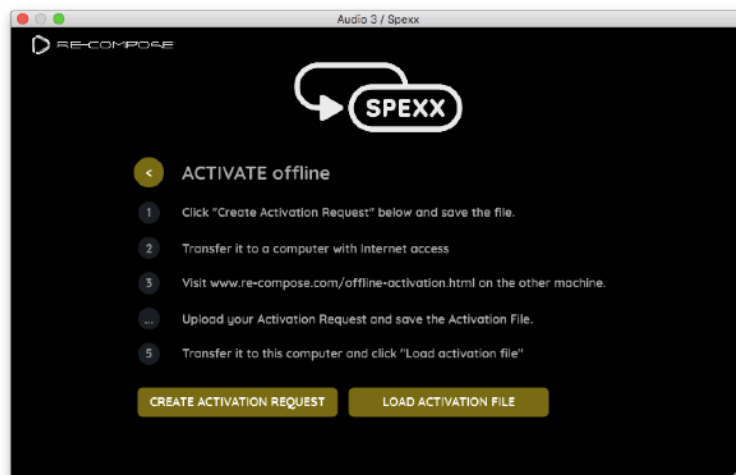 Audio 3 / Spexx
RE-COMPOSE
SPEXX
< ACTIVATE offline
1 Click "Create Activation Request" below and save the file.
2 Transfer it to a computer with Internet access
3 Visit www.re-compose.com/offline-activation.html on the other machine.
... Upload your Activation Request and save the Activation File.
5 Transfer it to this computer and click "Load activation file"
CREATE ACTIVATION REQUEST LOAD ACTIVATION FILE